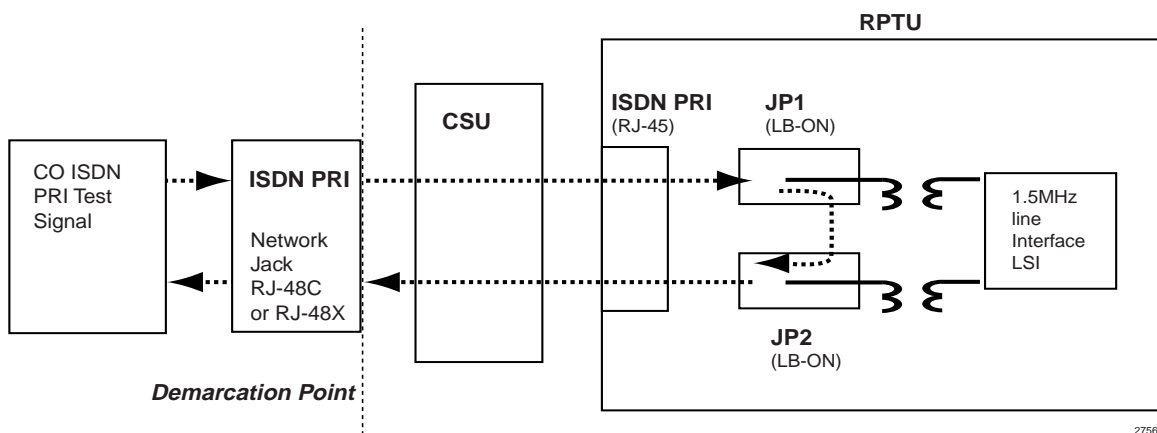 RPTU
CO ISDN
PRI Test
Signal
ISDN PRI
Network
Jack
RJ-48C
or RJ-48X
Demarcation Point
CSU
ISDN PRI
(RJ-45)
JP1
(LB-ON)
JP2
(LB-ON)
1.5MHz
line
Interface
LSI
2756